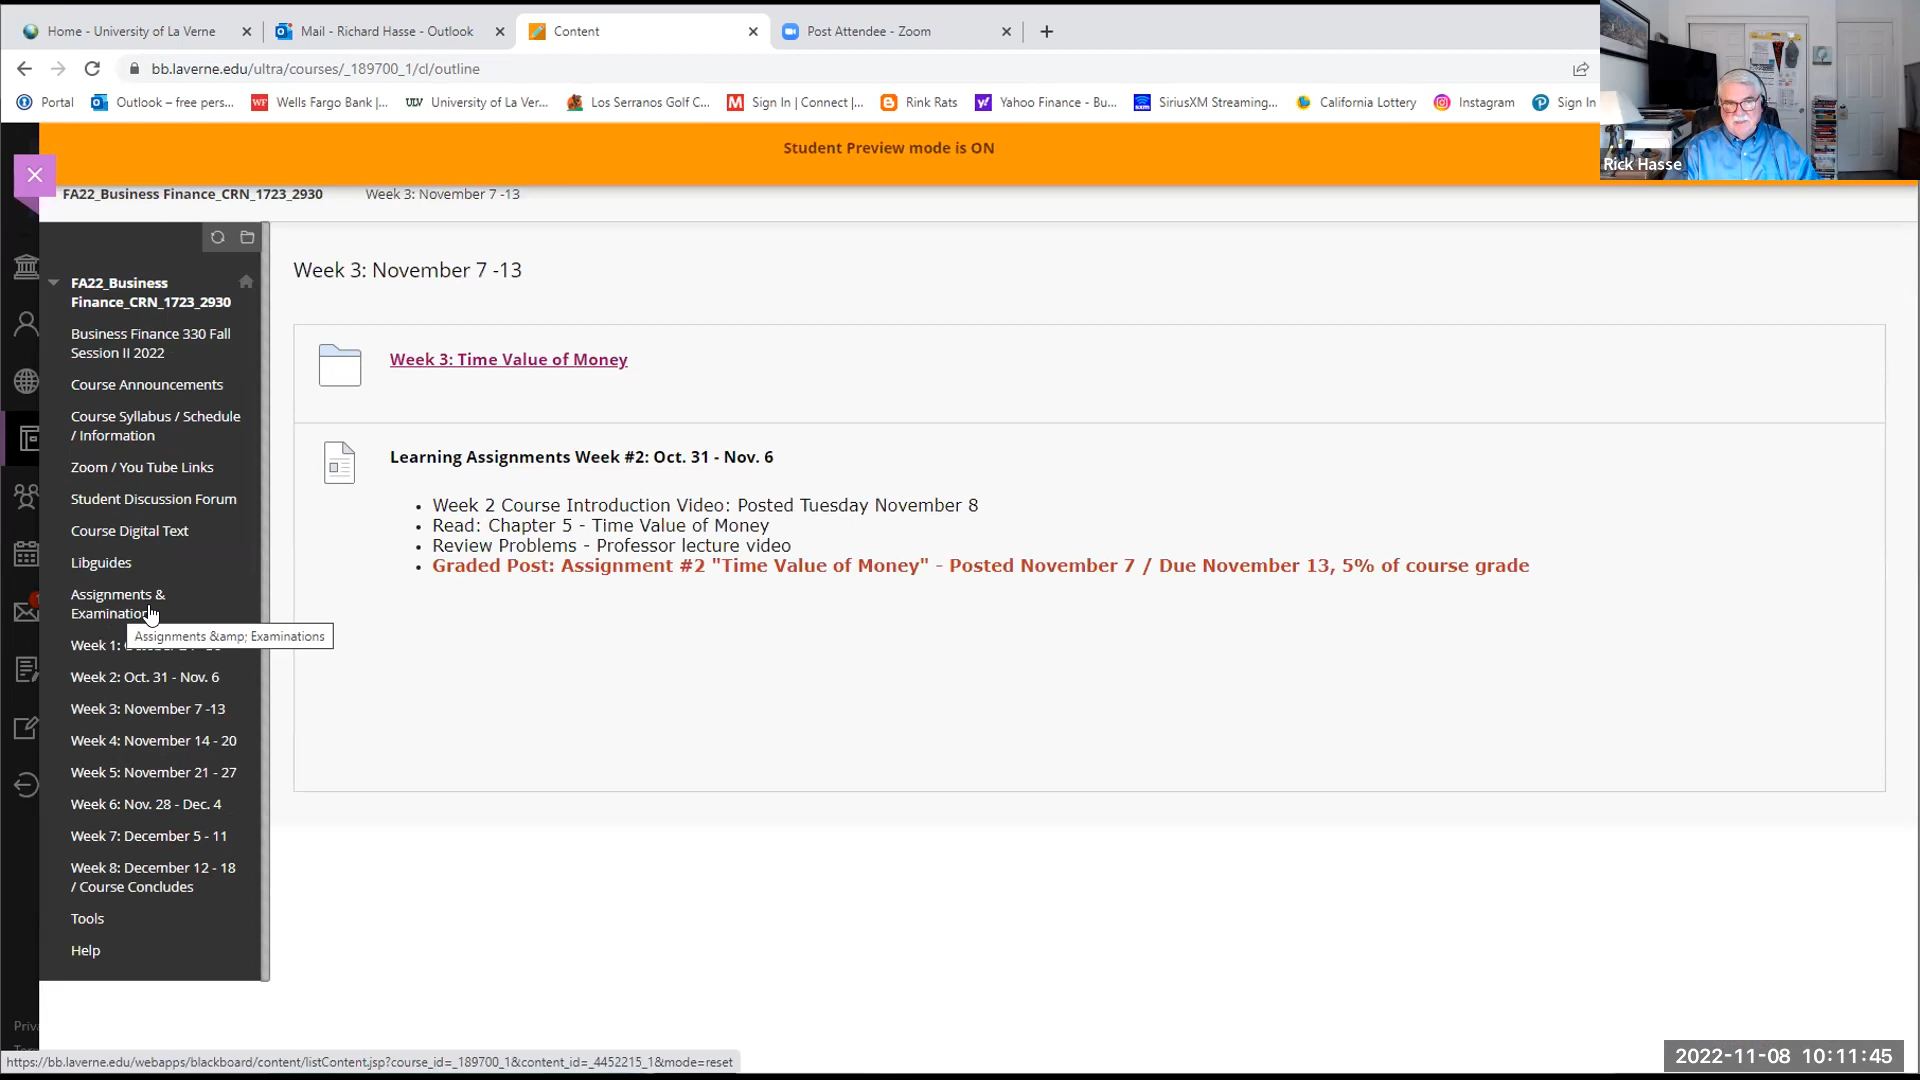 Home - University of La Verne
Mail - Richard Hasse - Outlook
Content
Post Attendee - Zoom
bb.laverne.edu/ultra/courses/_189700_1/cl/outline
Portal
Outlook – free pers...
Wells Fargo Bank |...
University of La Ver...
Los Serranos Golf C...
Sign In | Connect |...
Rink Rats
Yahoo Finance - Bu...
SiriusXM Streaming...
California Lottery
Instagram
Sign In
Rick Hasse
Student Preview mode is ON
FA22_Business Finance_CRN_1723_2930
Week 3: November 7 -13
FA22_Business
Finance_CRN_1723_2930
Business Finance 330 Fall
Session II 2022
Course Announcements
Course Syllabus / Schedule
/ Information
Zoom / You Tube Links
Student Discussion Forum
Course Digital Text
Libguides
Assignments &
Examination
Assignments &amp; Examinations
Week 1:
Week 2: Oct. 31 - Nov. 6
Week 3: November 7 -13
Week 4: November 14 - 20
Week 5: November 21 - 27
Week 6: Nov. 28 - Dec. 4
Week 7: December 5 - 11
Week 8: December 12 - 18
/ Course Concludes
Tools
Help
Week 3: November 7 -13
Week 3: Time Value of Money
Learning Assignments Week #2: Oct. 31 - Nov. 6
Week 2 Course Introduction Video: Posted Tuesday November 8
Read: Chapter 5 - Time Value of Money
Review Problems - Professor lecture video
Graded Post: Assignment #2 "Time Value of Money" - Posted November 7 / Due November 13, 5% of course grade
https://bb.laverne.edu/webapps/blackboard/content/listContent.jsp?course_id=_189700_1&content_id=_4452215_1&mode=reset
2022-11-08 10:11:45